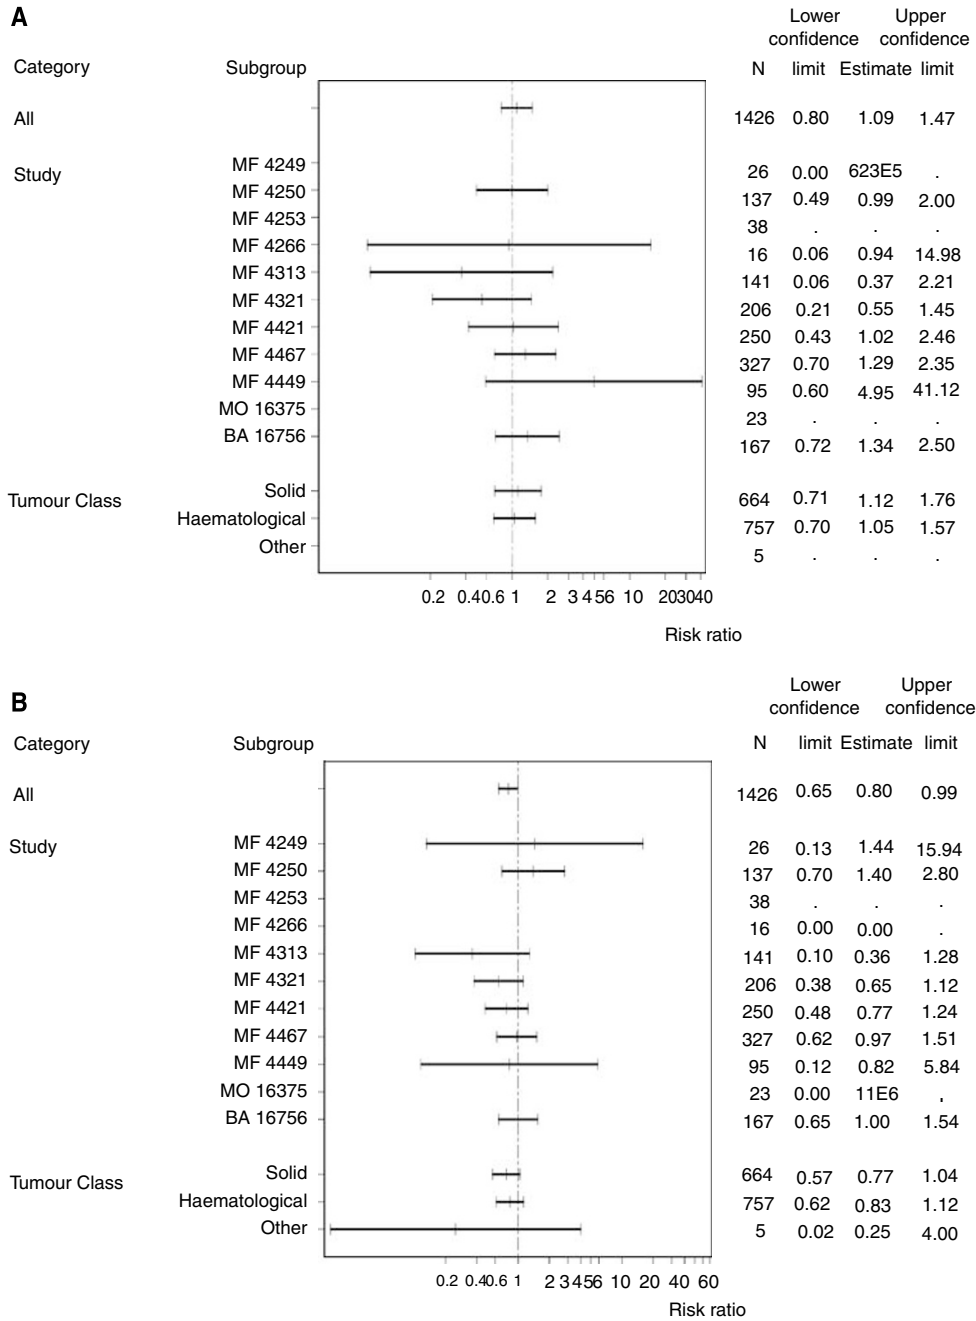 A
Lower Upper
confidence confidence
Category Subgroup N limit Estimate limit
All 1426 0.80 1.09 1.47
Study MF 4249 26 0.00 623E5 .
MF 4250 137 0.49 0.99 2.00
MF 4253 38 . . .
MF 4266 16 0.06 0.94 14.98
MF 4313 141 0.06 0.37 2.21
MF 4321 206 0.21 0.55 1.45
MF 4421 250 0.43 1.02 2.46
MF 4467 327 0.70 1.29 2.35
MF 4449 95 0.60 4.95 41.12
MO 16375 23 . . .
BA 16756 167 0.72 1.34 2.50
Tumour Class Solid 664 0.71 1.12 1.76
Haematological 757 0.70 1.05 1.57
Other 5 . . .
0.2 0.4 0.6 1 2 3 4 5 6 10 20 30 40
Risk ratio
B
Lower Upper
confidence confidence
Category Subgroup N limit Estimate limit
All 1426 0.65 0.80 0.99
Study MF 4249 26 0.13 1.44 15.94
MF 4250 137 0.70 1.40 2.80
MF 4253 38 . . .
MF 4266 16 0.00 0.00 .
MF 4313 141 0.10 0.36 1.28
MF 4321 206 0.38 0.65 1.12
MF 4421 250 0.48 0.77 1.24
MF 4467 327 0.62 0.97 1.51
MF 4449 95 0.12 0.82 5.84
MO 16375 23 0.00 11E6 .
BA 16756 167 0.65 1.00 1.54
Tumour Class Solid 664 0.57 0.77 1.04
Haematological 757 0.62 0.83 1.12
Other 5 0.02 0.25 4.00
0.2 0.4 0.6 1 2 3 4 5 6 10 20 40 60
Risk ratio